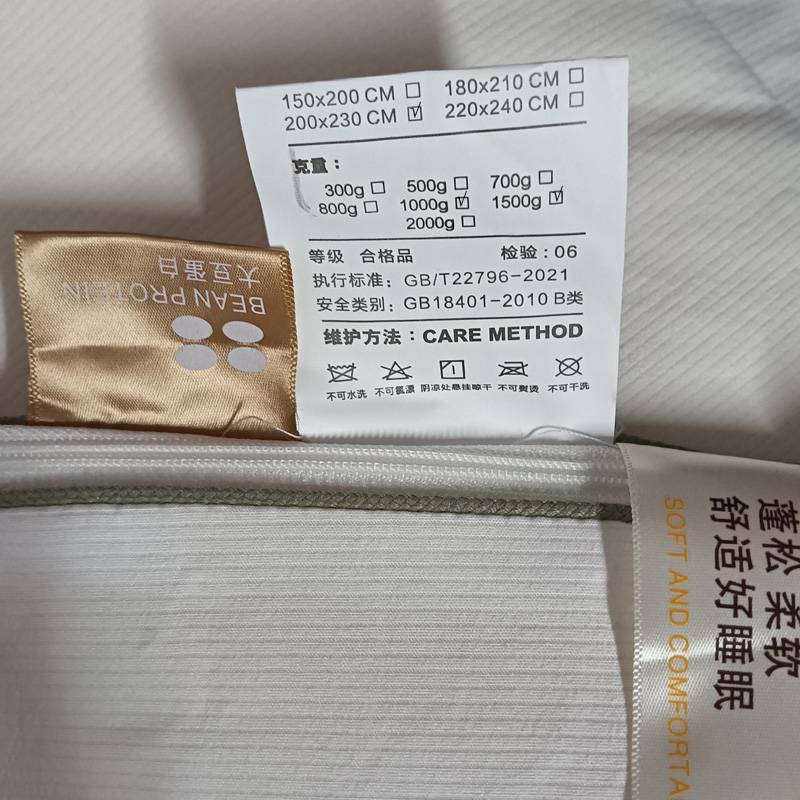 150x200 CM □ 180x210 CM □
200x230 CM ☑ 220x240 CM □
克重：
300g □ 500g □ 700g □
800g □ 1000g ☑ 1500g ☑
2000g □
等级 合格品 检验：06
执行标准：GB/T22796-2021
安全类别：GB18401-2010 B类
维护方法：CARE METHOD
不可水洗 不可氯漂 阴凉处悬挂晾干 不可熨烫 不可干洗
BEAN PROTEIN
大豆蛋白
蓬松 柔软
舒适好睡眠
SOFT AND COMFORTA